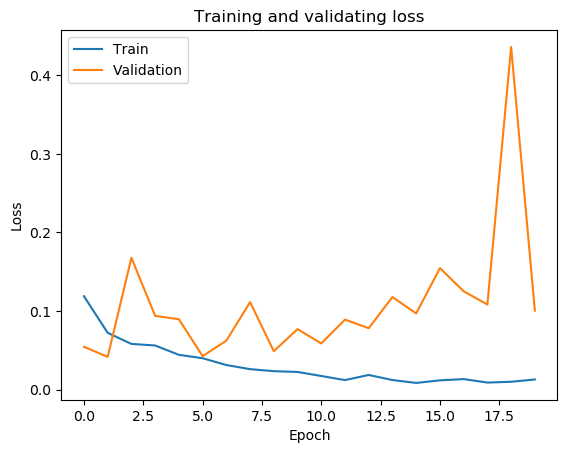 Training and validating loss
Train
Validation
0.4
0.3
0.2
0.1
0.0
Loss
0.0 2.5 5.0 7.5 10.0 12.5 15.0 17.5
Epoch